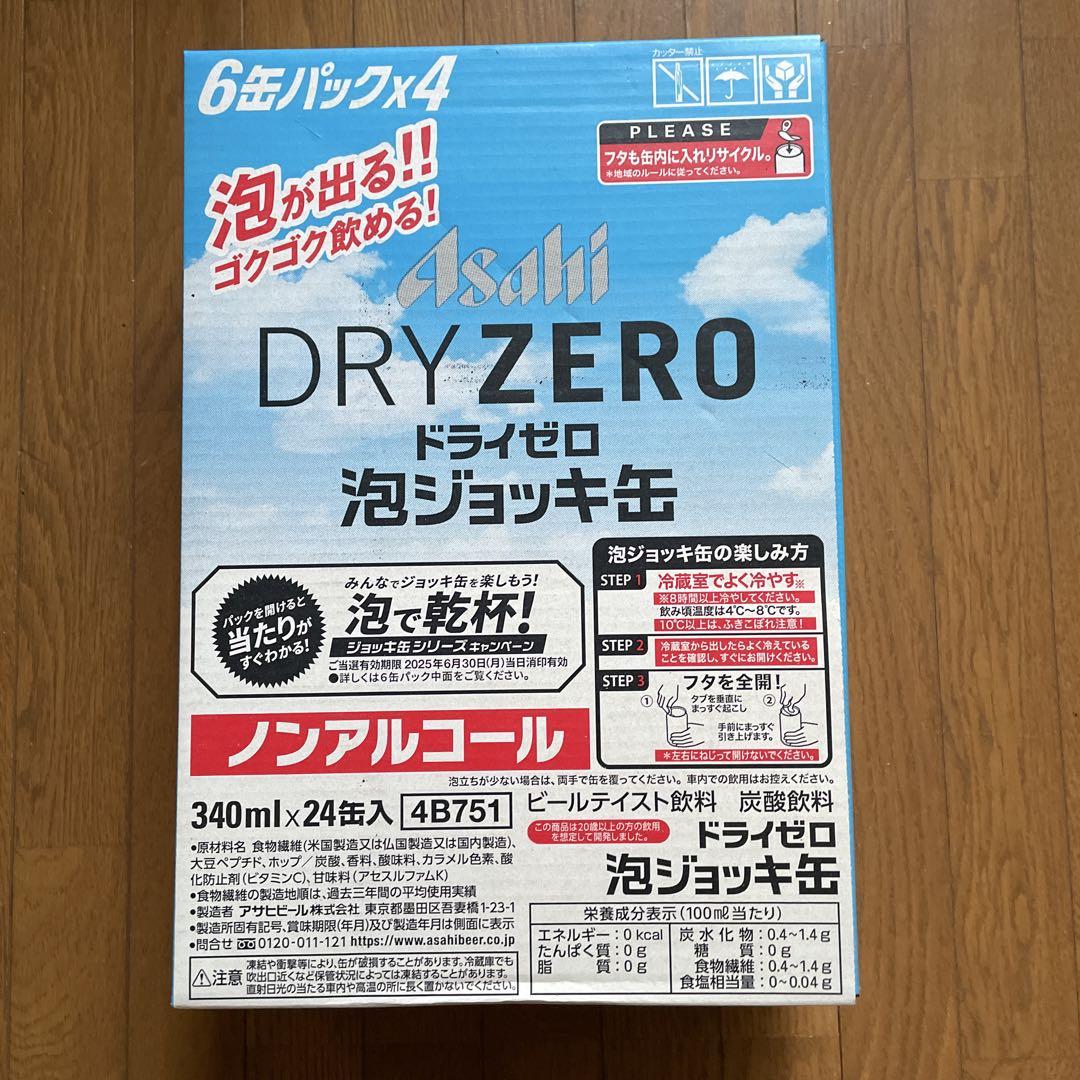 6缶パックx4
カッター禁止
PLEASE
フタも缶内に入れリサイクル。
*地域のルールに従ってください。
泡が出る!!
ゴクゴク飲める!
Asahi
DRY ZERO
ドライゼロ
泡ジョッキ缶
パックを開けると
当たりが
すぐわかる!
みんなでジョッキ缶を楽しもう!
泡で乾杯!
ジョッキ缶シリーズキャンペーン
ご当選有効期限 2025年6月30日(月)当日消印有効
●詳しくは6缶パック中面をご覧ください。
泡ジョッキ缶の楽しみ方
STEP 1 冷蔵室でよく冷やす※
※8時間以上冷やしてください。
飲み頃温度は4℃〜8℃です。
10℃以上は、ふきこぼれ注意!
STEP 2 冷蔵室から出したらよく冷えている
ことを確認し、すぐにお開けください。
STEP 3 フタを全開!
① タブを垂直に
まっすぐ起こし
② 手前にまっすぐ
引き上げます。
*左右にねじって開けないでください。
ノンアルコール
泡立ちが少ない場合は、両手で缶を覆ってください。車内での飲用はお控えください。
340ml×24缶入 4B751 ビールテイスト飲料 炭酸飲料
この商品は20歳以上の方の飲用
を想定して開発しました。
ドライゼロ
泡ジョッキ缶
•原材料名 食物繊維(米国製造又は仏国製造又は国内製造)、
大豆ペプチド、ホップ/炭酸、香料、酸味料、カラメル色素、酸
化防止剤(ビタミンC)、甘味料(アセスルファムK)
•食物繊維の製造地順は、過去三年間の平均使用実績
•製造者 アサヒビール株式会社 東京都墨田区吾妻橋1-23-1
•製造所固有記号、賞味期限(年月)及び製造年月は側面に表示
•問合せ 0120-011-121 https://www.asahibeer.co.jp
注意 凍結や衝撃等により、缶が破損することがあります。冷蔵庫でも
吹出口近くなど保管状況によっては凍結することがあります。
直射日光の当たる車内や高温の所に長く置かないでください。
栄養成分表示(100ml当たり)
エネルギー:0kcal
たんぱく質:0g
脂質:0g
炭水化物:0.4~1.4g
糖質:0g
食物繊維:0.4~1.4g
食塩相当量:0~0.04g